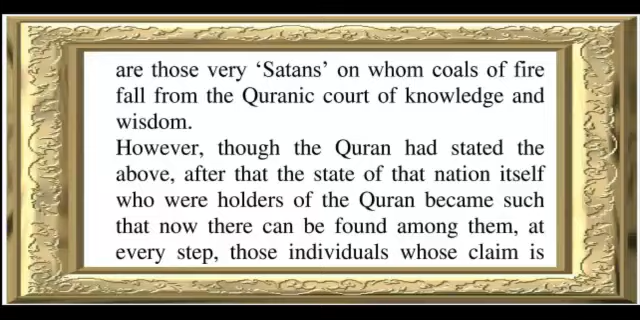 are those very ‘Satans’ on whom coals of fire
fall from the Quranic court of knowledge and
wisdom.
However, though the Quran had stated the
above, after that the state of that nation itself
who were holders of the Quran became such
that now there can be found among them, at
every step, those individuals whose claim is